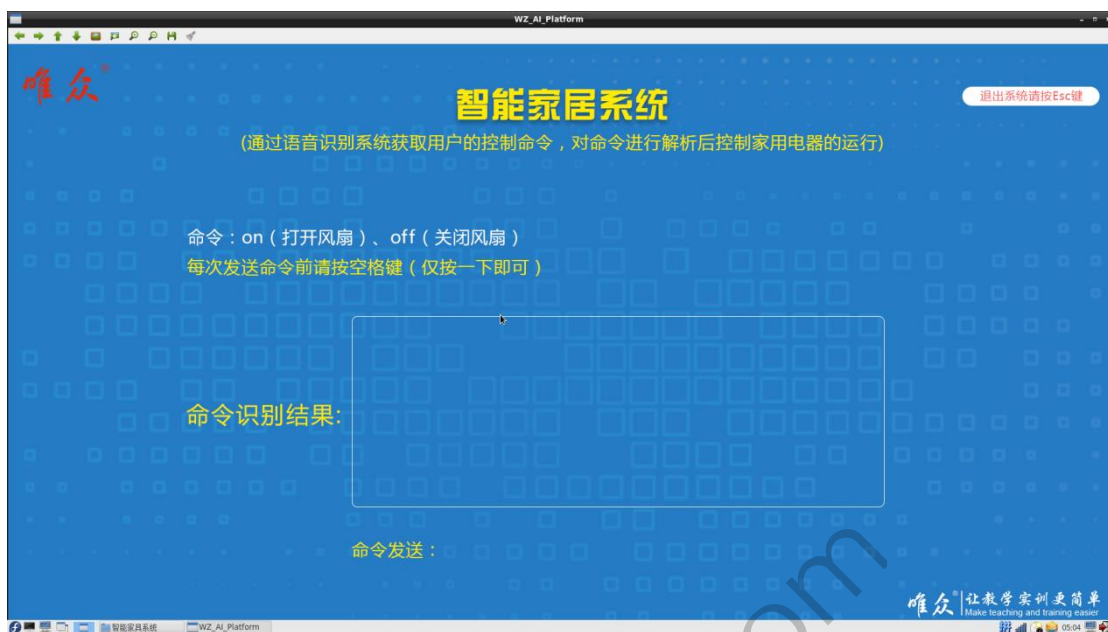 WZ_AI_Platform
唯众®
智能家居系统
退出系统请按Esc键
(通过语音识别系统获取用户的控制命令，对命令进行解析后控制家用电器的运行)
命令：on（打开风扇）、off（关闭风扇）
每次发送命令前请按空格键（仅按一下即可）
命令识别结果:
命令发送：
唯众® 让教学实训更简单
Make teaching and training easier
智能家具系统 WZ_AI_Platform 拼 05:04
com